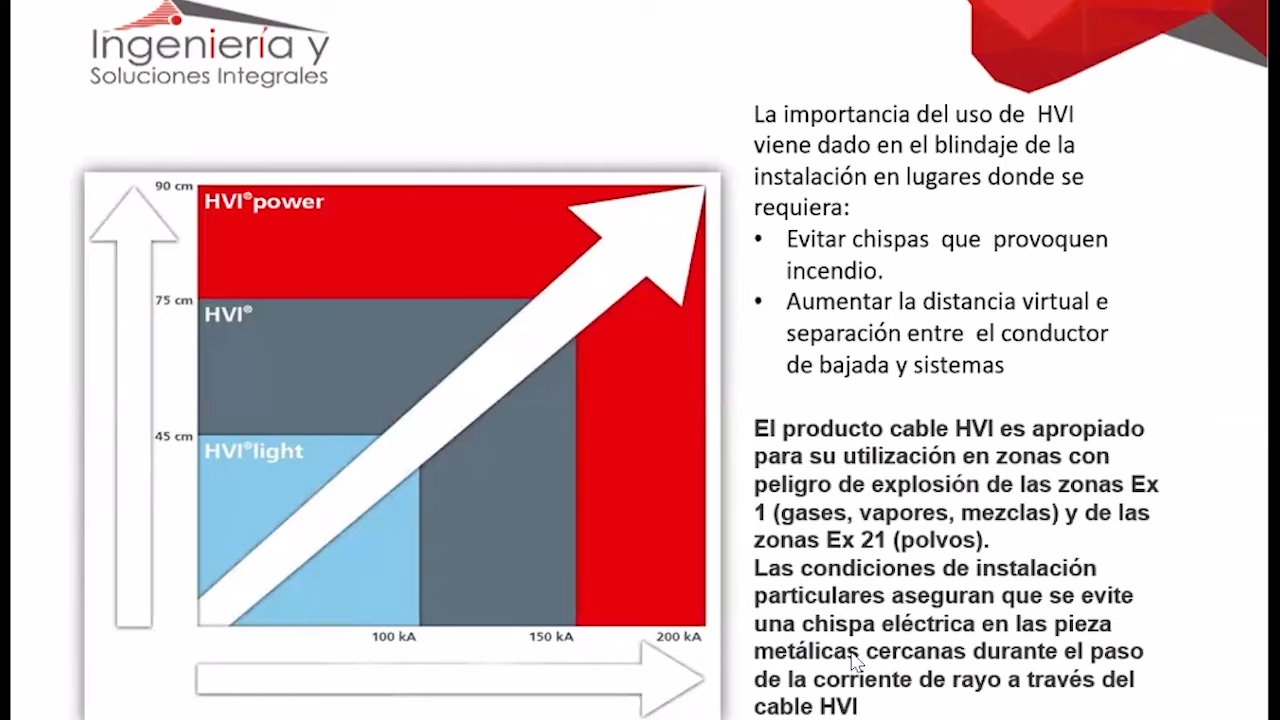 Ingeniería y
Soluciones Integrales
La importancia del uso de HVI
viene dado en el blindaje de la
instalación en lugares donde se
requiera:
• Evitar chispas que provoquen
incendio.
• Aumentar la distancia virtual e
separación entre el conductor
de bajada y sistemas
El producto cable HVI es apropiado
para su utilización en zonas con
peligro de explosión de las zonas Ex
1 (gases, vapores, mezclas) y de las
zonas Ex 21 (polvos).
Las condiciones de instalación
particulares aseguran que se evite
una chispa eléctrica en las pieza
metálicas cercanas durante el paso
de la corriente de rayo a través del
cable HVI
90 cm
HVI®power
75 cm
HVI®
45 cm
HVI®light
100 kA 150 kA 200 kA